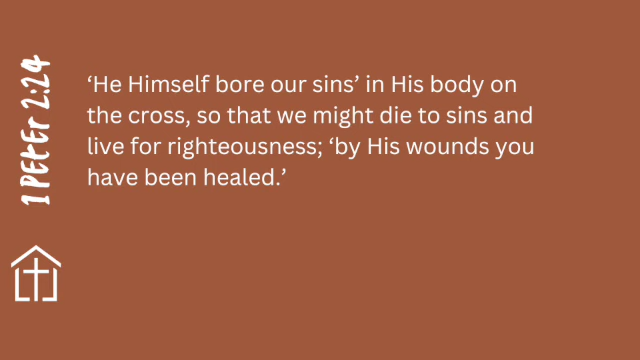 1 Peter 2:24
‘He Himself bore our sins’ in His body on
the cross, so that we might die to sins and
live for righteousness; ‘by His wounds you
have been healed.’